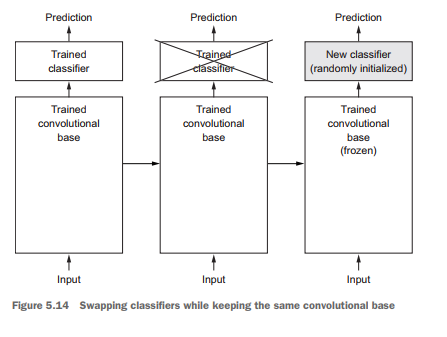 Prediction
Prediction
Prediction
Trained
classifier
Trained
classifier
New classifier
(randomly initialized)
Trained
convolutional
base
Trained
convolutional
base
Trained
convolutional
base
(frozen)
Input
Input
Input
Figure 5.14 Swapping classifiers while keeping the same convolutional base